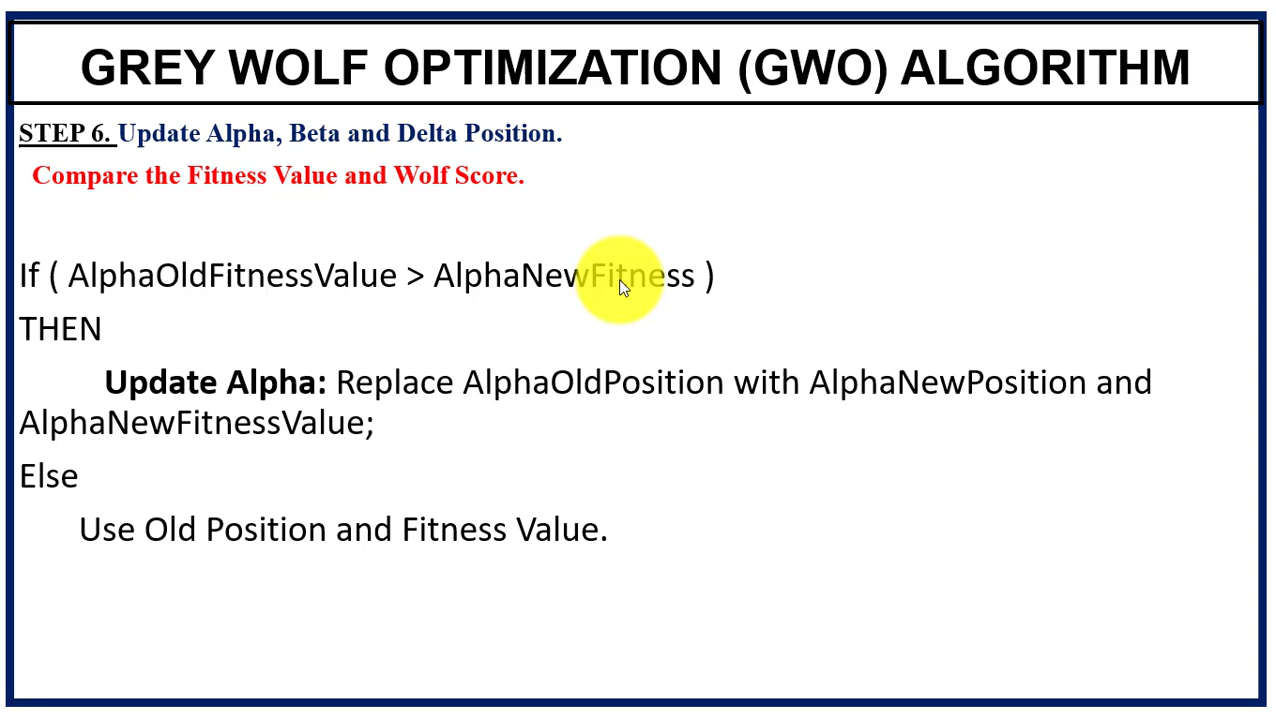 GREY WOLF OPTIMIZATION (GWO) ALGORITHM
STEP 6. Update Alpha, Beta and Delta Position.
Compare the Fitness Value and Wolf Score.
If ( AlphaOldFitnessValue > AlphaNewFitness )
THEN
Update Alpha: Replace AlphaOldPosition with AlphaNewPosition and
AlphaNewFitnessValue;
Else
Use Old Position and Fitness Value.